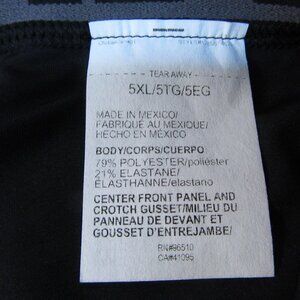 TEAR AWAY
5XL/5TG/5EG
MADE IN MEXICO/
FABRIQUÉ AU MEXIQUE/
HECHO EN MEXICO
BODY/CORPS/CUERPO:
79% POLYESTER/poliéster
21% ELASTANE/
ÉLASTHANNE/elastano
CENTER FRONT PANEL AND
CROTCH GUSSET/MILIEU DU
PANNEAU DE DEVANT ET
GOUSSET D'ENTREJAMBE/
RN#96510
CA#41095